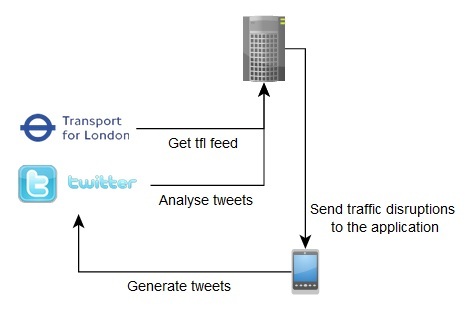 Transport
for London
Get tfl feed
t
twitter
Analyse tweets
Send traffic disruptions
to the application
Generate tweets